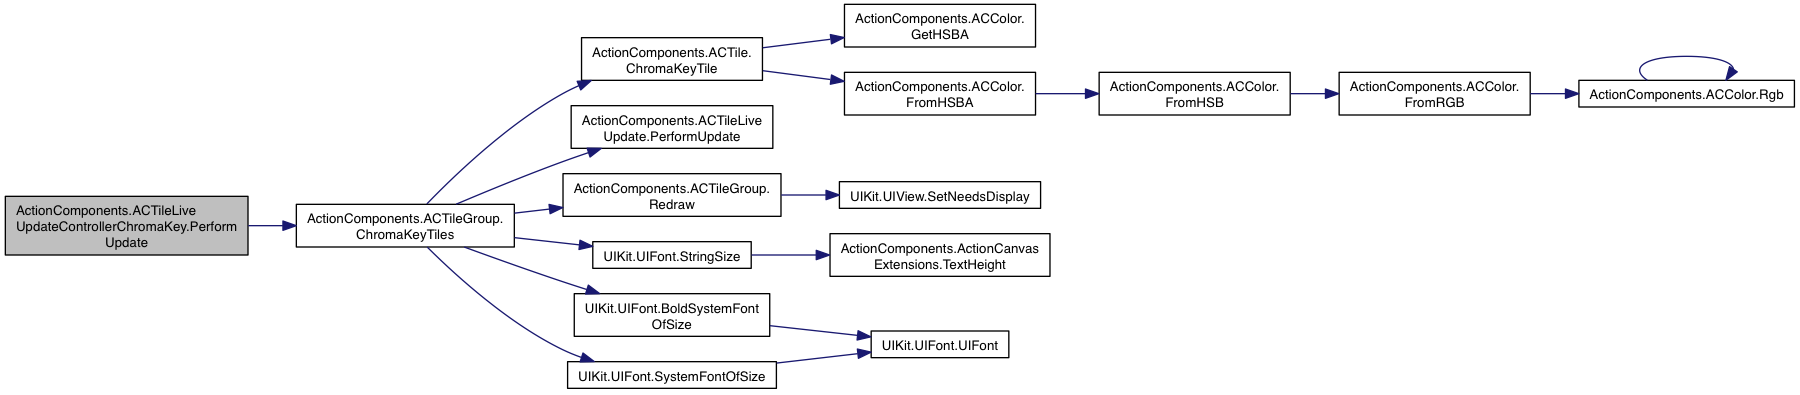 ActionComponents.ACTileLive
UpdateControllerChromaKey.Perform
Update
ActionComponents.ACTileGroup.
ChromaKeyTiles
ActionComponents.ACTile.
ChromaKeyTile
ActionComponents.ACTileLive
Update.PerformUpdate
ActionComponents.ACTileGroup.
Redraw
UIKit.UIFont.StringSize
UIKit.UIFont.BoldSystemFont
OfSize
UIKit.UIFont.SystemFontOfSize
ActionComponents.ACColor.
GetHSBA
ActionComponents.ACColor.
FromHSBA
UIKit.UIView.SetNeedsDisplay
ActionComponents.ActionCanvas
Extensions.TextHeight
UIKit.UIFont.UIFont
ActionComponents.ACColor.
FromHSB
ActionComponents.ACColor.
FromRGB
ActionComponents.ACColor.Rgb